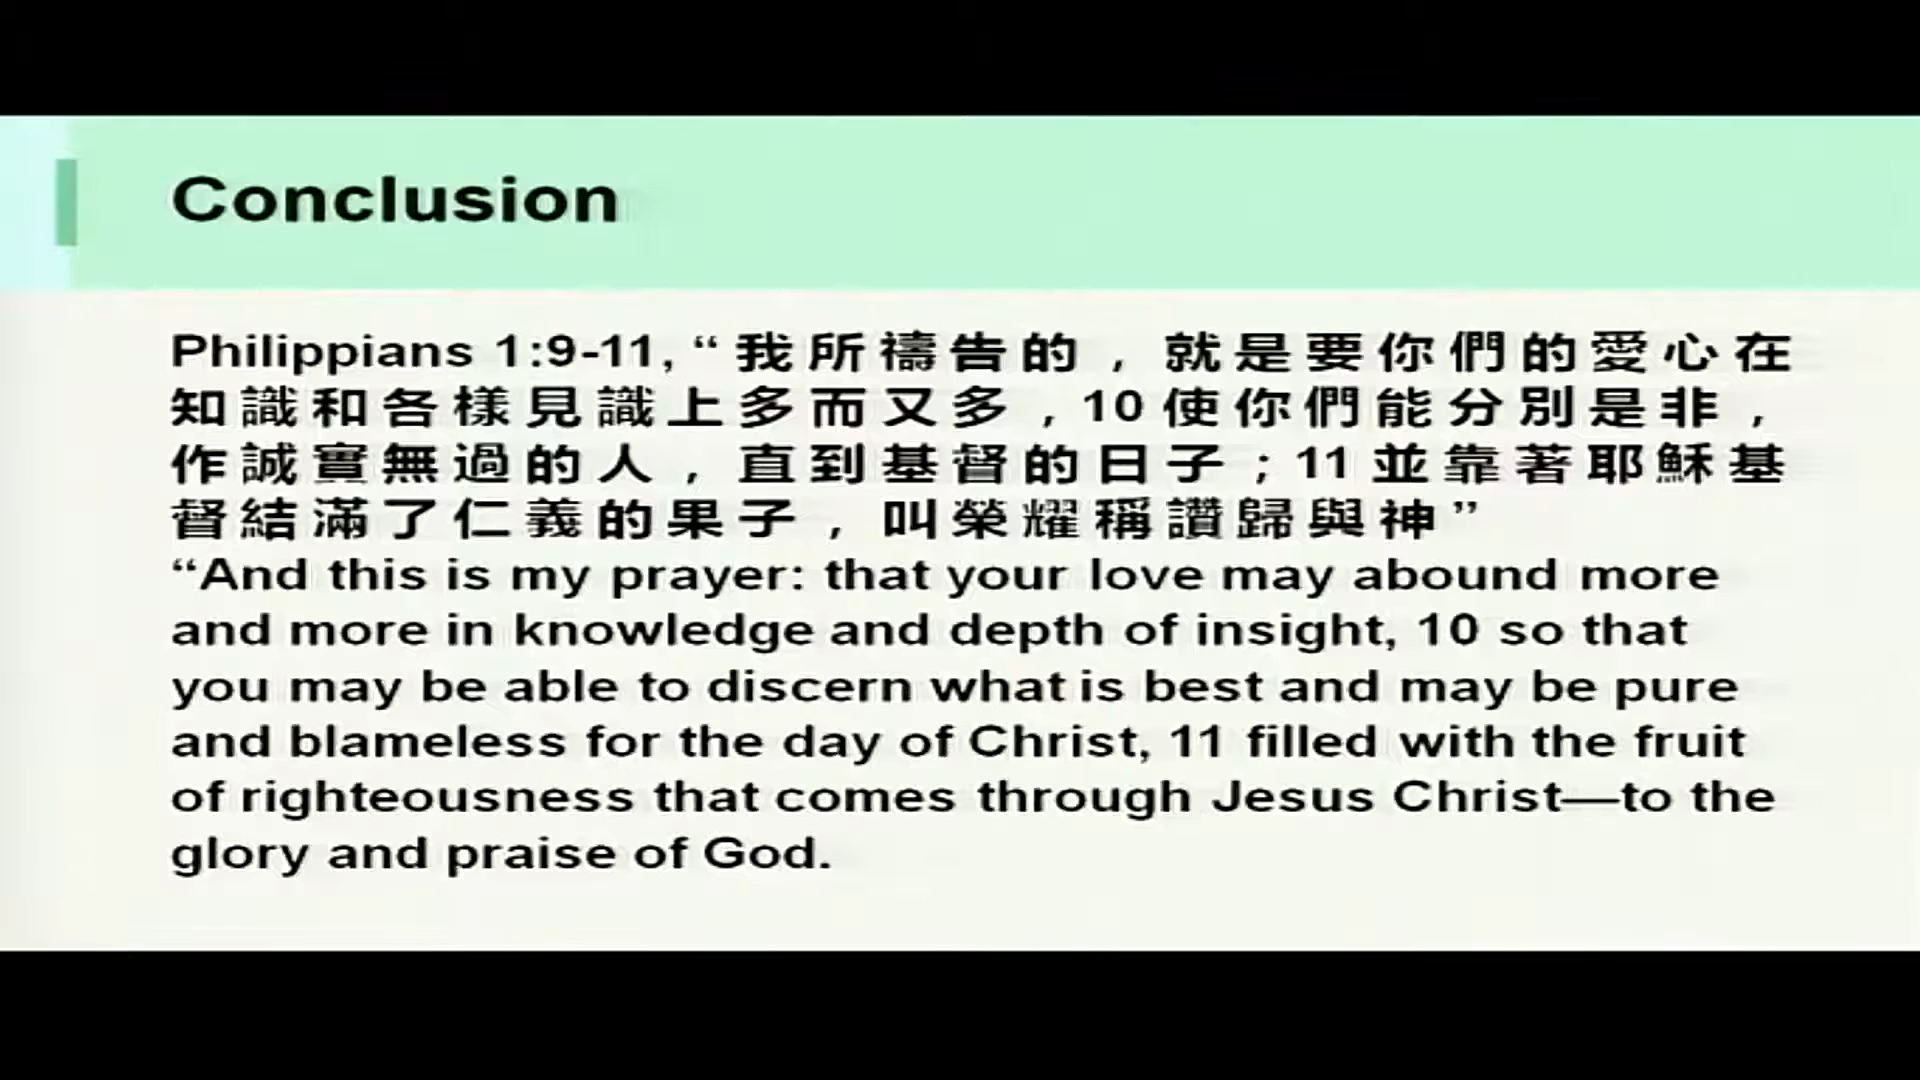 Conclusion
Philippians 1:9-11, “我所禱告的，就是要你們的愛心在
知識和各樣見識上多而又多，10使你們能分別是非，
作誠實無過的人，直到基督的日子；11並靠著耶穌基
督結滿了仁義的果子，叫榮耀稱讚歸與神”
“And this is my prayer: that your love may abound more
and more in knowledge and depth of insight, 10 so that
you may be able to discern what is best and may be pure
and blameless for the day of Christ, 11 filled with the fruit
of righteousness that comes through Jesus Christ—to the
glory and praise of God.